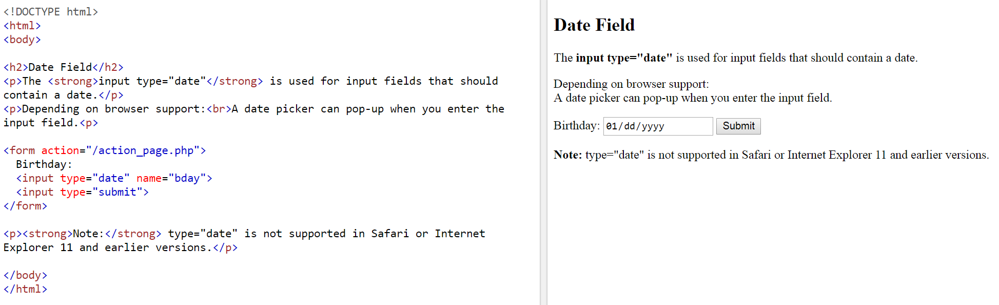 <!DOCTYPE html>
<html>
<body>
<h2>Date Field</h2>
<p>The <strong>input type="date"</strong> is used for input fields that should
contain a date.</p>
<p>Depending on browser support:<br>A date picker can pop-up when you enter the
input field.<p>
<form action="/action_page.php">
Birthday:
<input type="date" name="bday">
<input type="submit">
</form>
<p><strong>Note:</strong> type="date" is not supported in Safari or Internet
Explorer 11 and earlier versions.</p>
</body>
</html>
Date Field
The input type="date" is used for input fields that should contain a date.
Depending on browser support:
A date picker can pop-up when you enter the input field.
Birthday: 01/dd/yyyy Submit
Note: type="date" is not supported in Safari or Internet Explorer 11 and earlier versions.